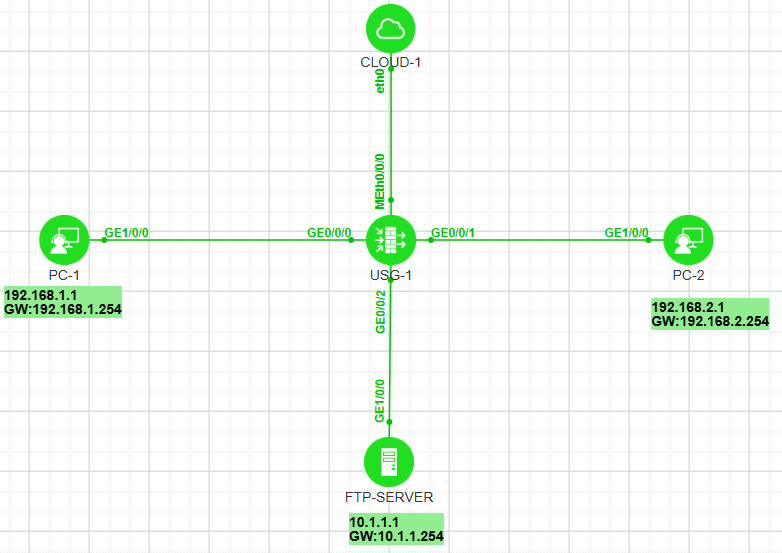 CLOUD-1
eth0
MEth0/0/0
GE1/0/0
GE0/0/0
GE0/0/1
GE1/0/0
PC-1
USG-1
PC-2
192.168.1.1
GW:192.168.1.254
GE0/0/2
192.168.2.1
GW:192.168.2.254
GE1/0/0
FTP-SERVER
10.1.1.1
GW:10.1.1.254